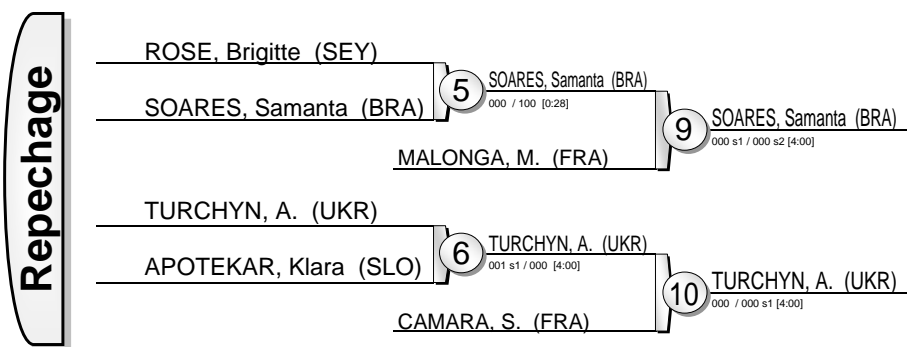 Repechage
ROSE, Brigitte (SEY)
SOARES, Samanta (BRA)
5
SOARES, Samanta (BRA)
000 / 100 [0:28]
MALONGA, M. (FRA)
9
SOARES, Samanta (BRA)
000 s1 / 000 s2 [4:00]
TURCHYN, A. (UKR)
APOTEKAR, Klara (SLO)
6
TURCHYN, A. (UKR)
001 s1 / 000 [4:00]
CAMARA, S. (FRA)
10
TURCHYN, A. (UKR)
000 / 000 s1 [4:00]